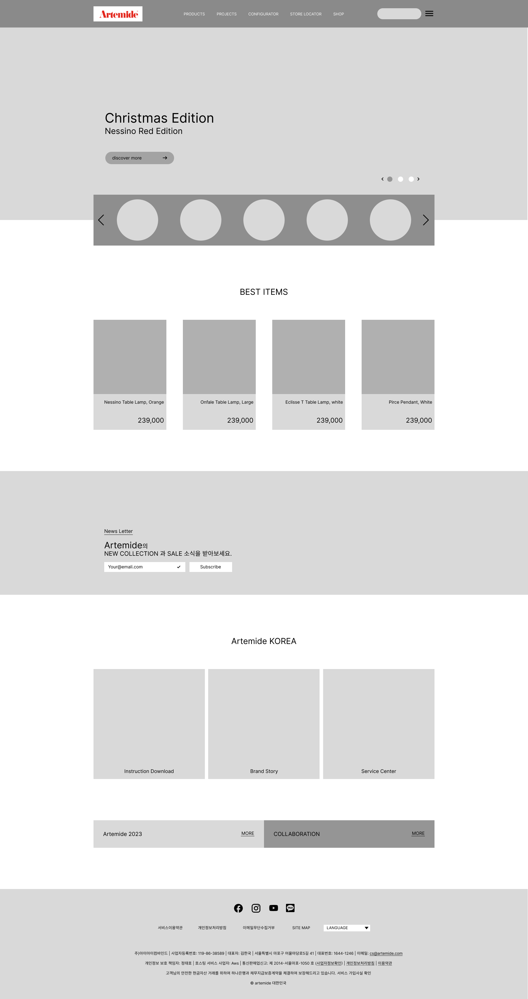 Artemide®
PRODUCTS PROJECTS CONFIGURATOR STORE LOCATOR SHOP
Christmas Edition
Nessino Red Edition
discover more
BEST ITEMS
Nessino Table Lamp, Orange
239,000
Onfale Table Lamp, Large
239,000
Eclisse T Table Lamp, white
239,000
Pirce Pendant, White
239,000
News Letter
Artemide의
NEW COLLECTION 과 SALE 소식을 받아보세요.
Your@emali.com
Subscribe
Artemide KOREA
Instruction Download
Brand Story
Service Center
Artemide 2023
MORE
COLLABORATION
MORE
TALK
서비스이용약관 개인정보처리방침 이메일무단수집거부 SITE MAP LANGUAGE
주)아이아이컴바인드 | 사업자등록번호: 119-86-38589 | 대표자: 김한국 | 서울특별시 마포구 어울마당로5길 41 | 대표번호: 1644-1246 | 이메일: cs@artemide.com
개인정보 보호 책임자: 정태호 | 호스팅 서비스 사업자: Aws | 통신판매업신고: 제 2014-서울마포-1050 호 (사업자정보확인) | 개인정보처리방침 | 이용약관
고객님의 안전한 현금자산 거래를 위하여 하나은행과 채무지급보증계약을 체결하여 보장해드리고 있습니다. 서비스 가입사실 확인
© artemide 대한민국